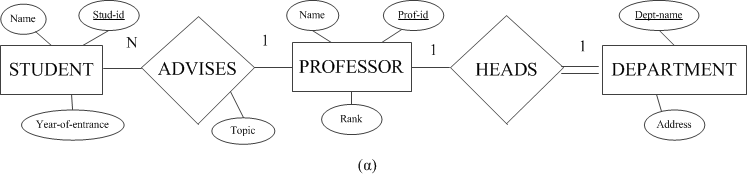 Name
Stud-id
Name
Prof-id
Dept-name
N
1
1
1
STUDENT
ADVISES
PROFESSOR
HEADS
DEPARTMENT
Year-of-entrance
Topic
Rank
Address
(α)